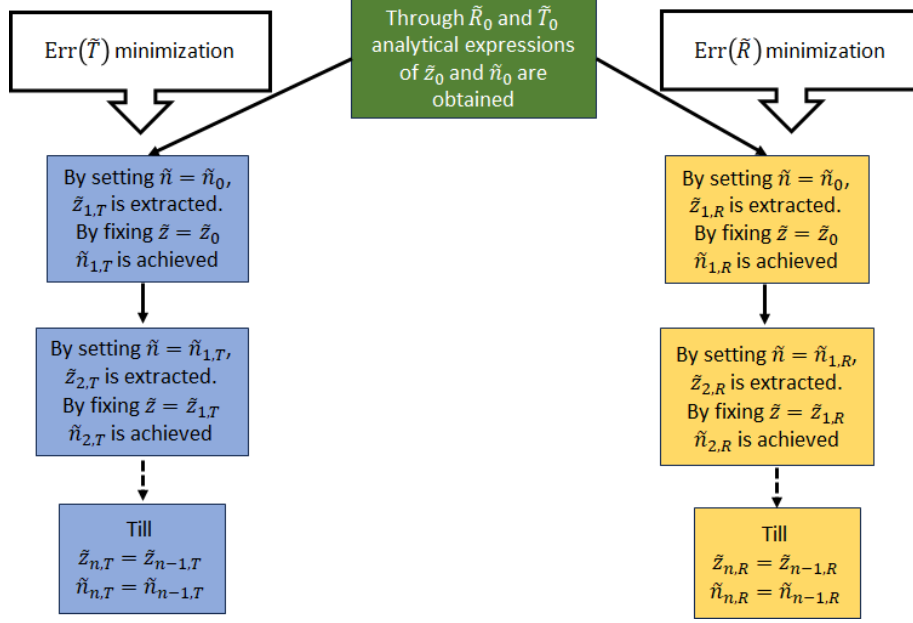 Through R̃₀ and T̃₀
analytical expressions
of z̃₀ and ñ₀ are
obtained
Err(T̃) minimization
By setting ñ = ñ₀,
z̃₁,T is extracted.
By fixing z̃ = z̃₀
ñ₁,T is achieved
By setting ñ = ñ₁,T,
z̃₂,T is extracted.
By fixing z̃ = z̃₁,T
ñ₂,T is achieved
Till
z̃n,T = z̃n−1,T
ñn,T = ñn−1,T
Err(R̃) minimization
By setting ñ = ñ₀,
z̃₁,R is extracted.
By fixing z̃ = z̃₀
ñ₁,R is achieved
By setting ñ = ñ₁,R,
z̃₂,R is extracted.
By fixing z̃ = z̃₁,R
ñ₂,R is achieved
Till
z̃n,R = z̃n−1,R
ñn,R = ñn−1,R